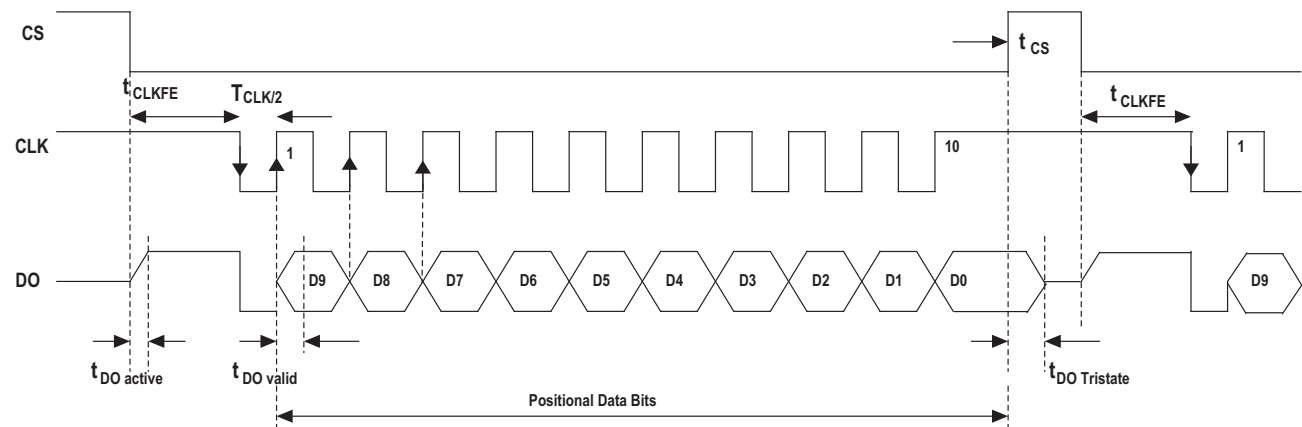 CS
t CS
t CLKFE
T CLK/2
t CLKFE
CLK
1
10
1
DO
D9
D8
D7
D6
D5
D4
D3
D2
D1
D0
D9
t DO active
t DO valid
t DO Tristate
Positional Data Bits